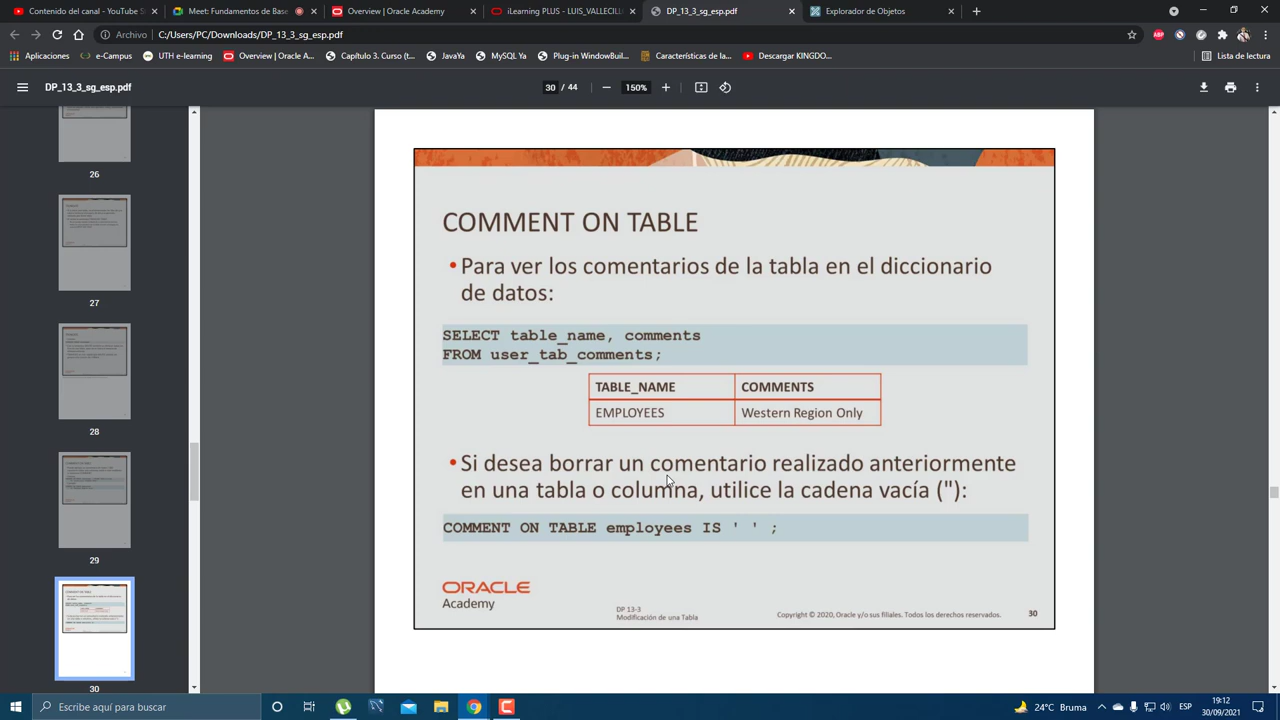 Contenido del canal - YouTube S
Meet: Fundamentos de Base
Overview | Oracle Academy
iLearning PLUS - LUIS_VALLECILL
DP_13_3_sg_esp.pdf
Explorador de Objetos
Archivo
C:/Users/PC/Downloads/DP_13_3_sg_esp.pdf
ABP
Aplicaciones
e-Campus
UTH e-learning
Overview | Oracle A...
Capítulo 3. Curso (t...
JavaYa
MySQL Ya
Plug-in WindowBuil...
Características de la...
Descargar KINGDO...
Lista de lectura
DP_13_3_sg_esp.pdf
30 / 44
150%
26
27
28
29
30
COMMENT ON TABLE
• Para ver los comentarios de la tabla en el diccionario
de datos:
SELECT table_name, comments
FROM user_tab_comments;
TABLE_NAME COMMENTS
EMPLOYEES Western Region Only
• Si desea borrar un comentario realizado anteriormente
en una tabla o columna, utilice la cadena vacía ("):
COMMENT ON TABLE employees IS ' ' ;
ORACLE
Academy
DP 13-3
Modificación de una Tabla
Copyright © 2020, Oracle y/o sus filiales. Todos los derechos reservados.
30
Escribe aquí para buscar
24°C Bruma
ESP
19:12
30/09/2021